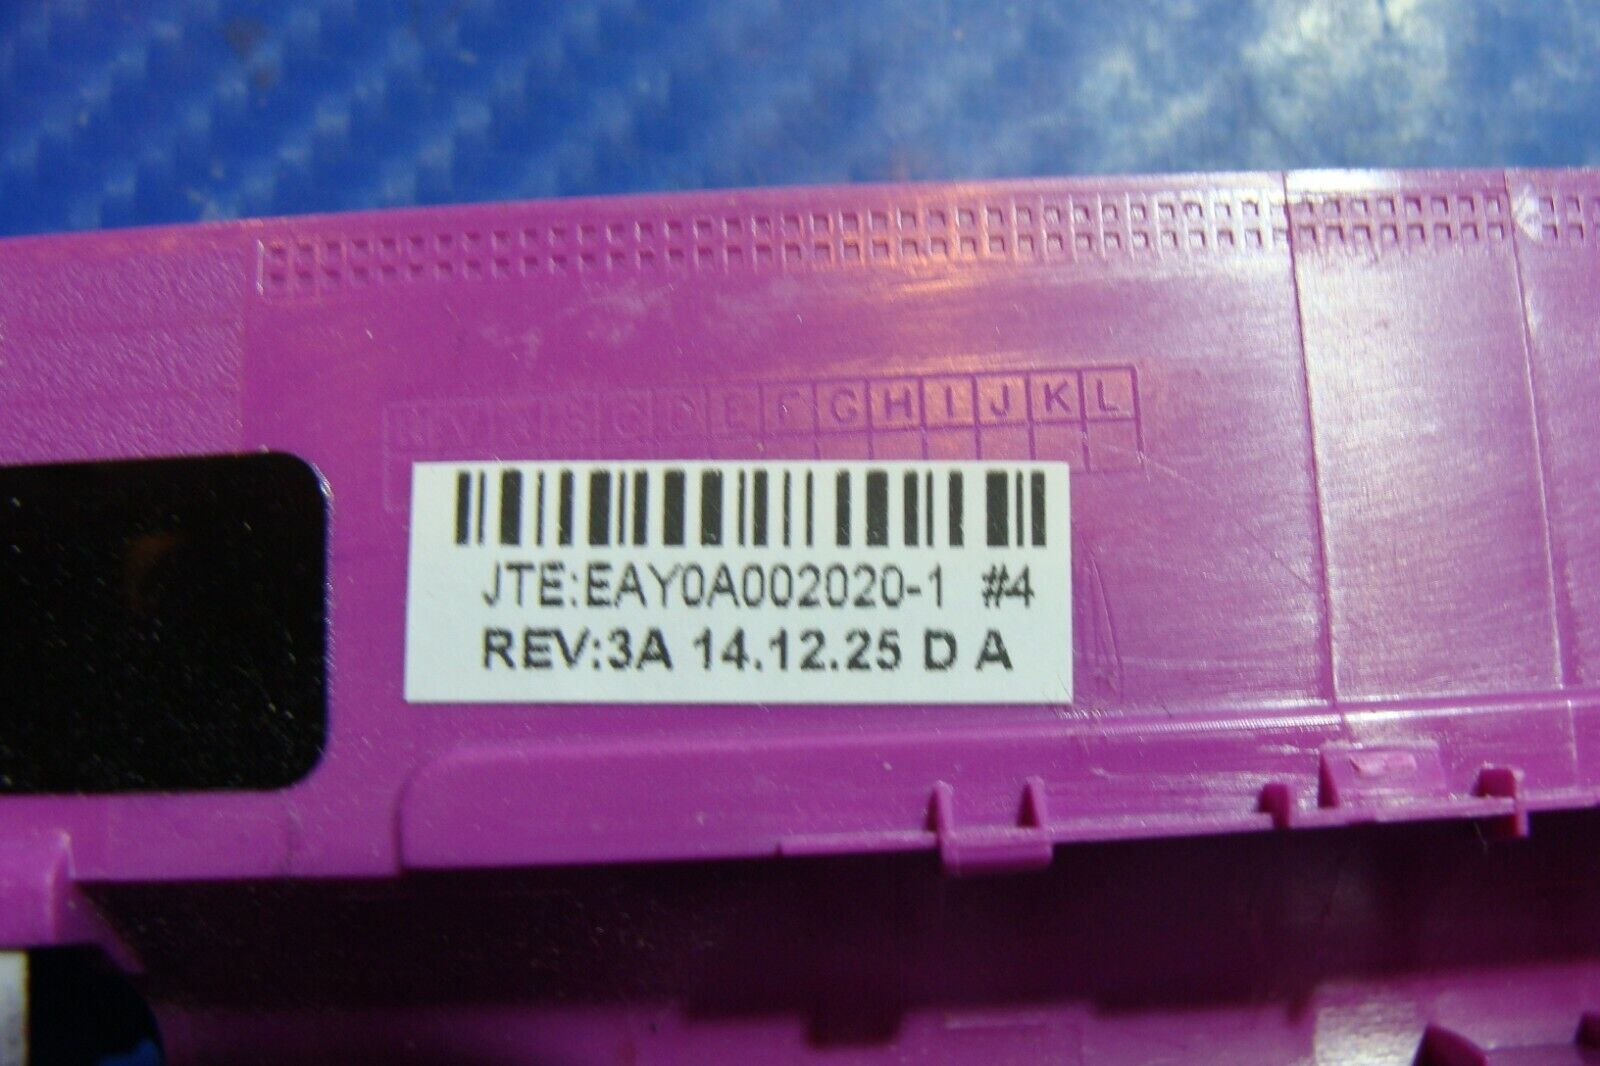 D E F G H I J K L
JTE:EAY0A002020-1 #4
REV:3A 14.12.25 D A